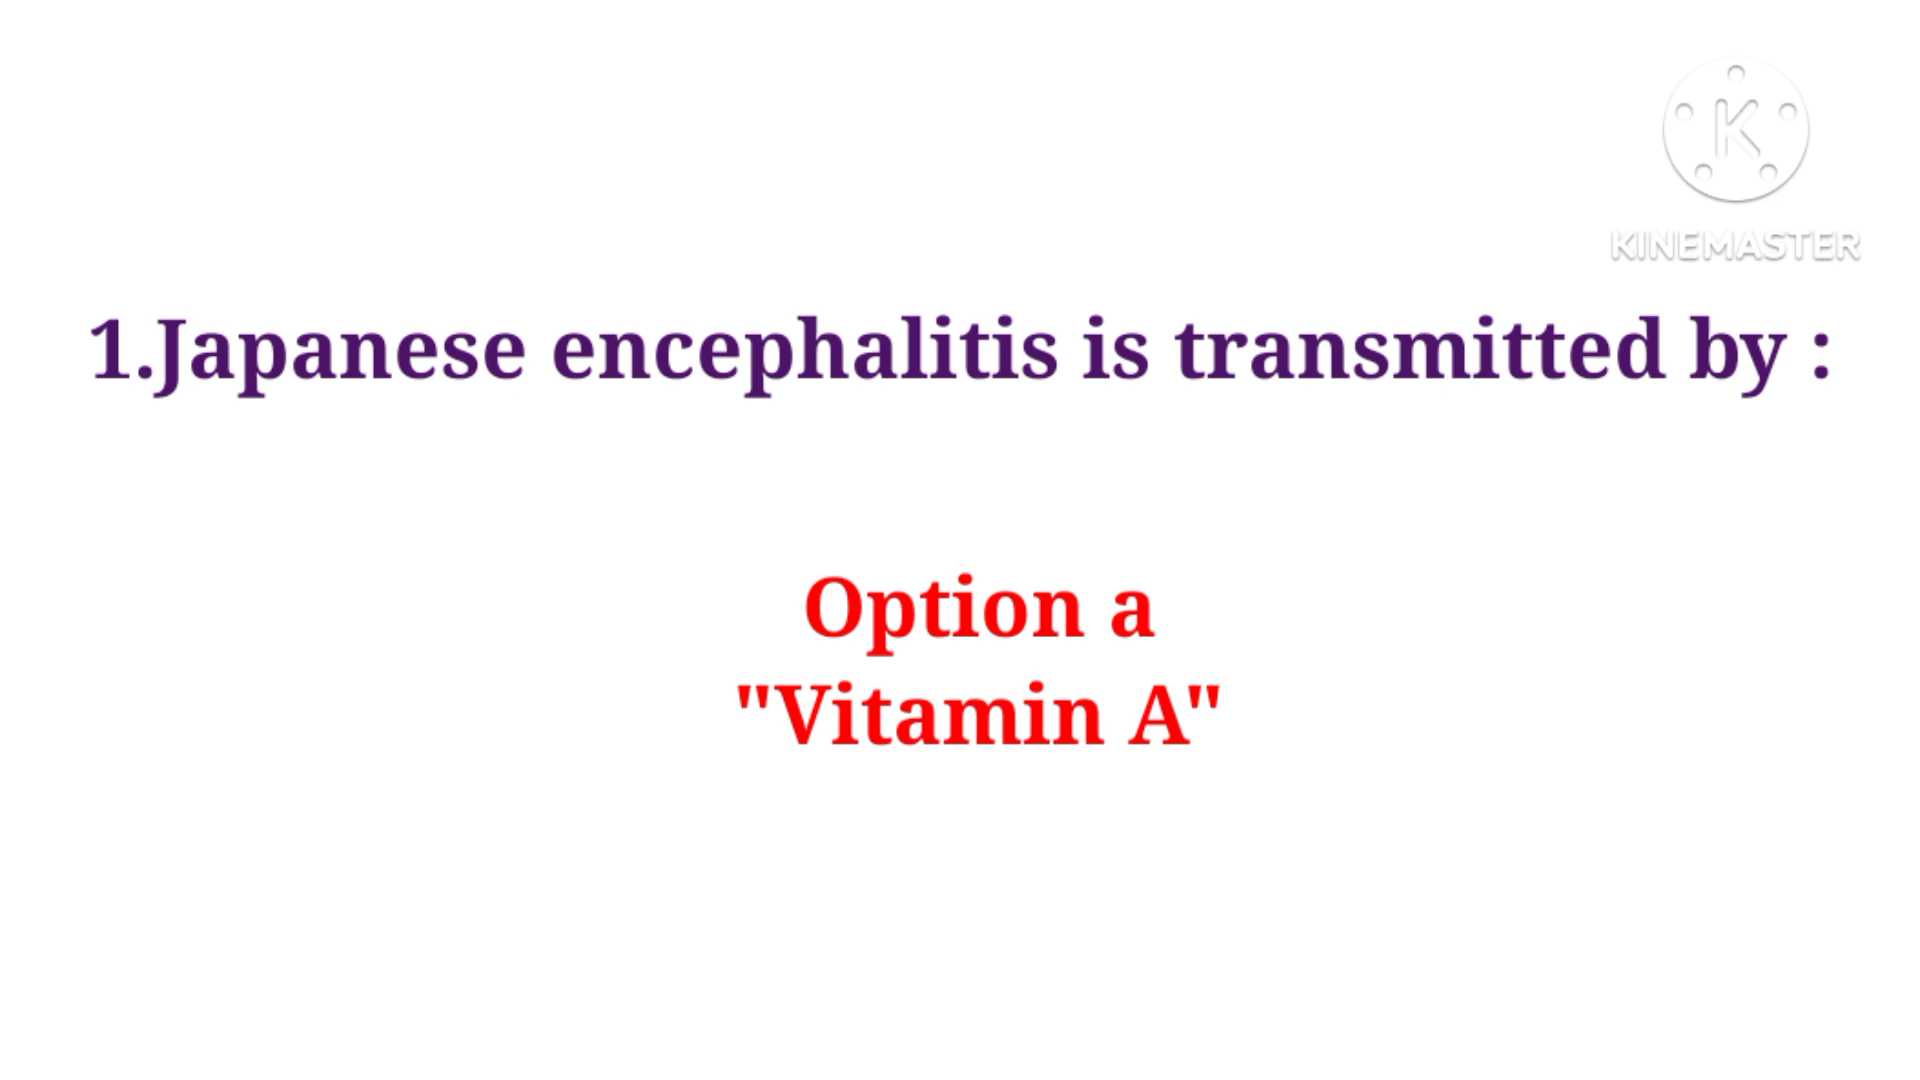 K
KINEMASTER
1.Japanese encephalitis is transmitted by :
Option a
"Vitamin A"